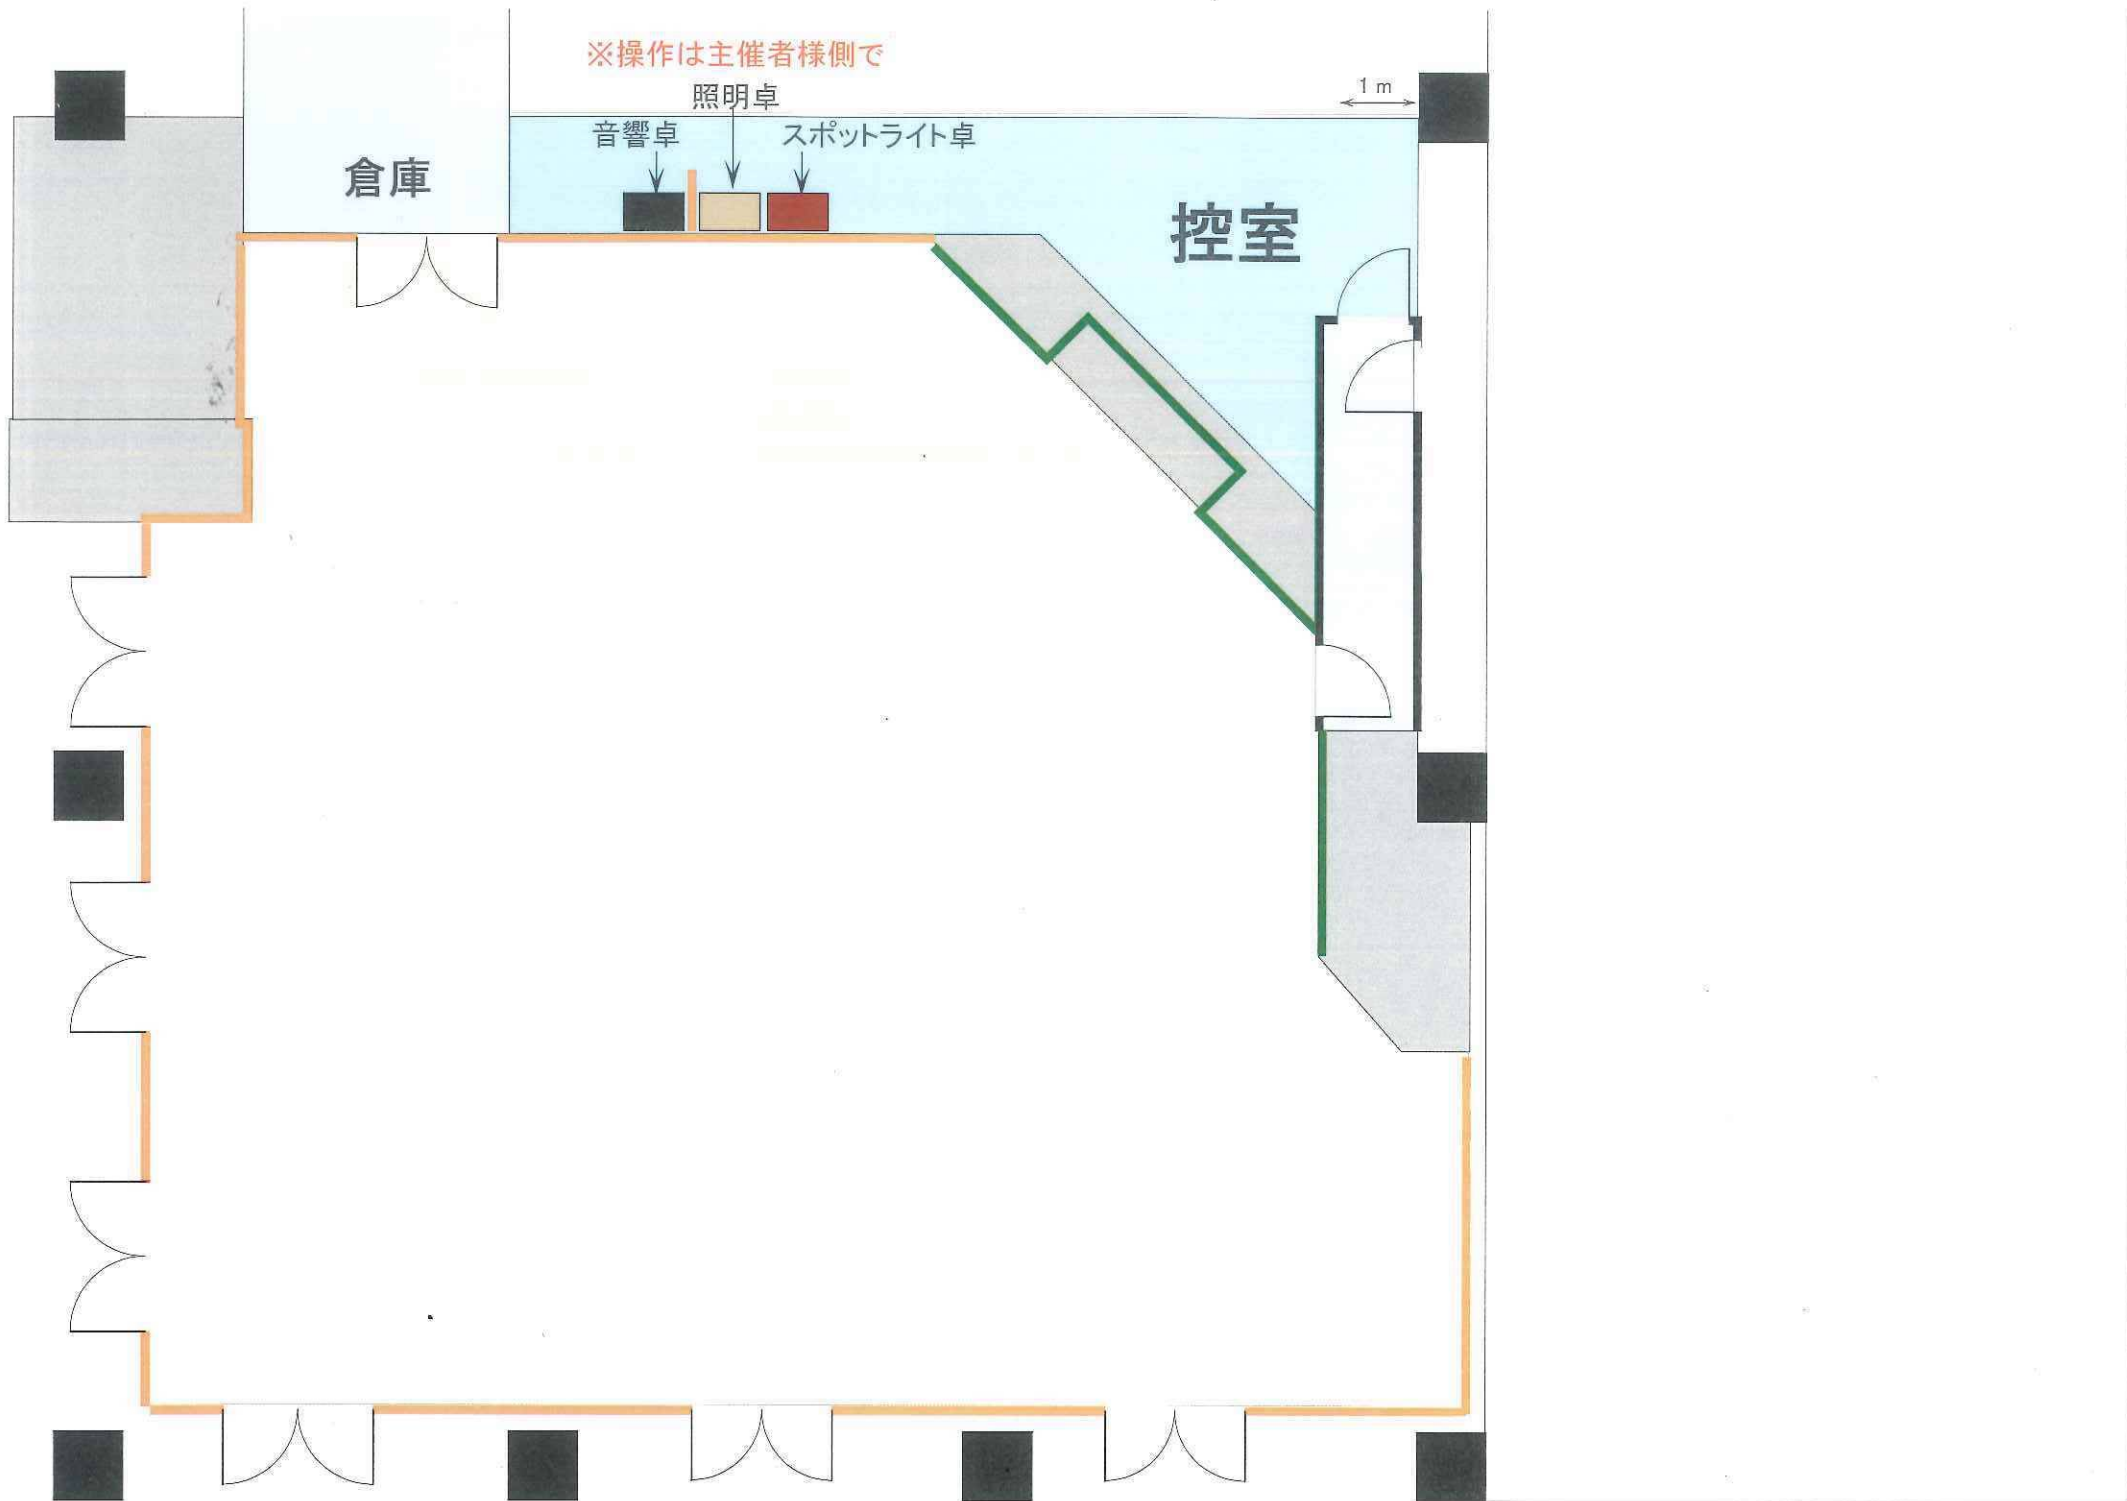 ※操作は主催者様側で
照明卓
1 m
音響卓
スポットライト卓
倉庫
控室